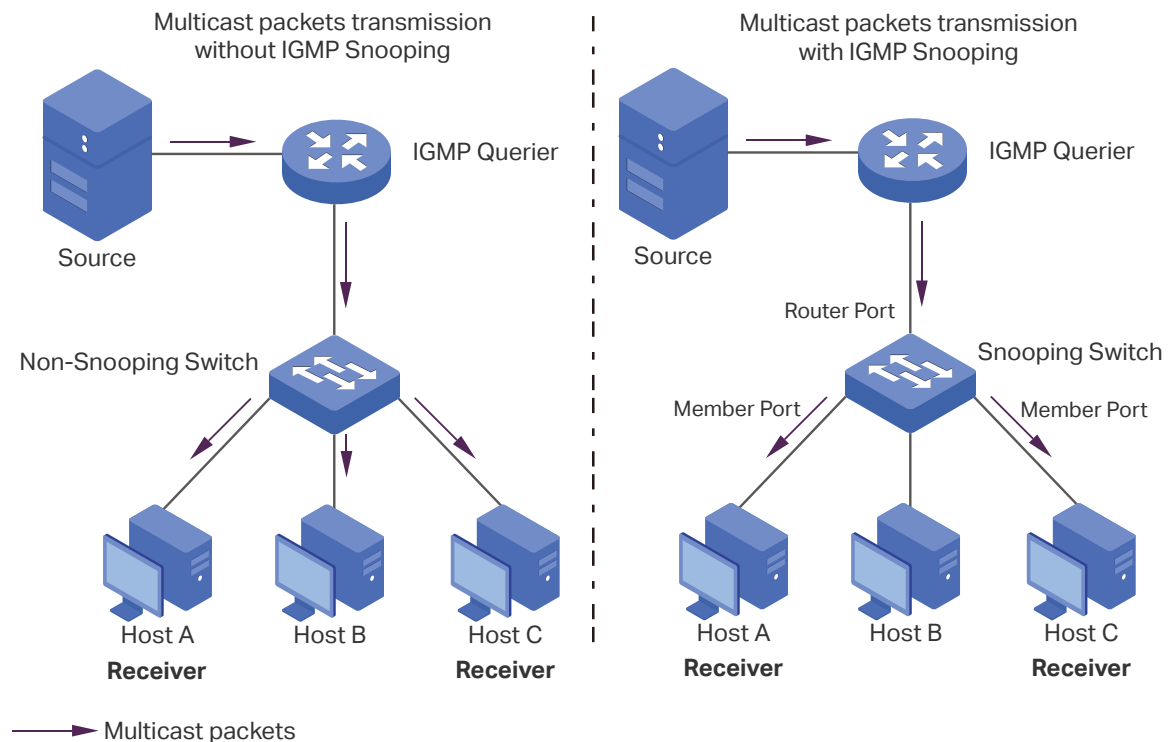 Multicast packets transmission
without IGMP Snooping
IGMP Querier
Source
Non-Snooping Switch
Host A
Receiver
Host B
Host C
Receiver
Multicast packets transmission
with IGMP Snooping
IGMP Querier
Source
Router Port
Snooping Switch
Member Port
Member Port
Host A
Receiver
Host B
Host C
Receiver
Multicast packets